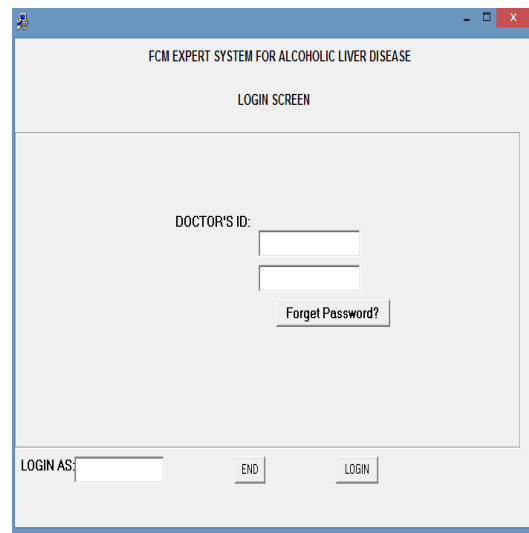 FCM EXPERT SYSTEM FOR ALCOHOLIC LIVER DISEASE
LOGIN SCREEN
DOCTOR'S ID:
Forget Password?
LOGIN AS:
END
LOGIN